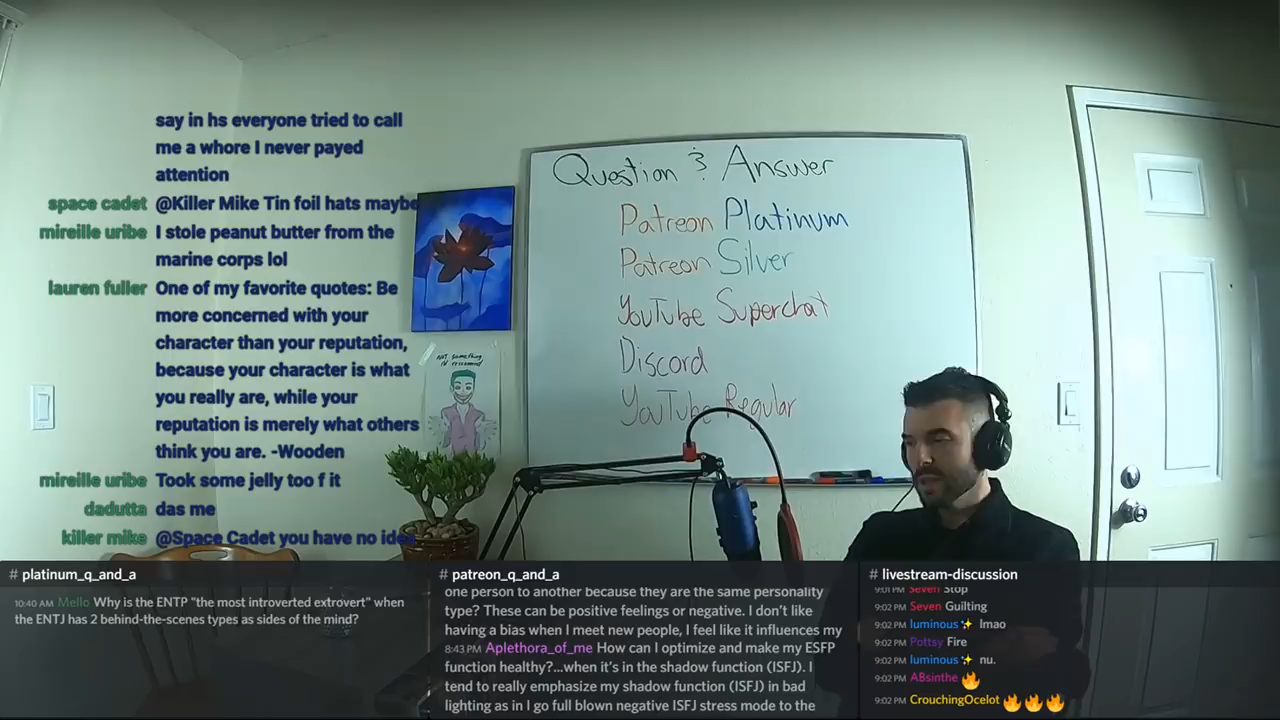 say in hs everyone tried to call
me a whore I never payed
attention
space cadet @Killer Mike Tin foil hats maybe
mireille uribe I stole peanut butter from the
marine corps lol
lauren fuller One of my favorite quotes: Be
more concerned with your
character than your reputation,
because your character is what
you really are, while your
reputation is merely what others
think you are. -Wooden
mireille uribe Took some jelly too f it
dadutta das me
killer mike @Space Cadet you have no idea
Question & Answer
Patreon Platinum
Patreon Silver
YouTube Superchat
Discord
YouTube Regular
NOT Something
# platinum_q_and_a
10:40 AM Mello Why is the ENTP "the most introverted extrovert" when
the ENTJ has 2 behind-the-scenes types as sides of the mind?
# patreon_q_and_a
one person to another because they are the same personality
type? These can be positive feelings or negative. I don't like
having a bias when I meet new people, I feel like it influences my
8:43 PM Aplethora_of_me How can I optimize and make my ESFP
function healthy?...when it's in the shadow function (ISFJ). I
tend to really emphasize my shadow function (ISFJ) in bad
lighting as in I go full blown negative ISFJ stress mode to the
# livestream-discussion
9:01 PM Seven Stop
9:02 PM Seven Guilting
9:02 PM luminous✨ lmao
9:02 PM Pottsy Fire
9:02 PM luminous✨ nu.
9:02 PM ABsinthe 🔥
9:02 PM CrouchingOcelot 🔥🔥🔥